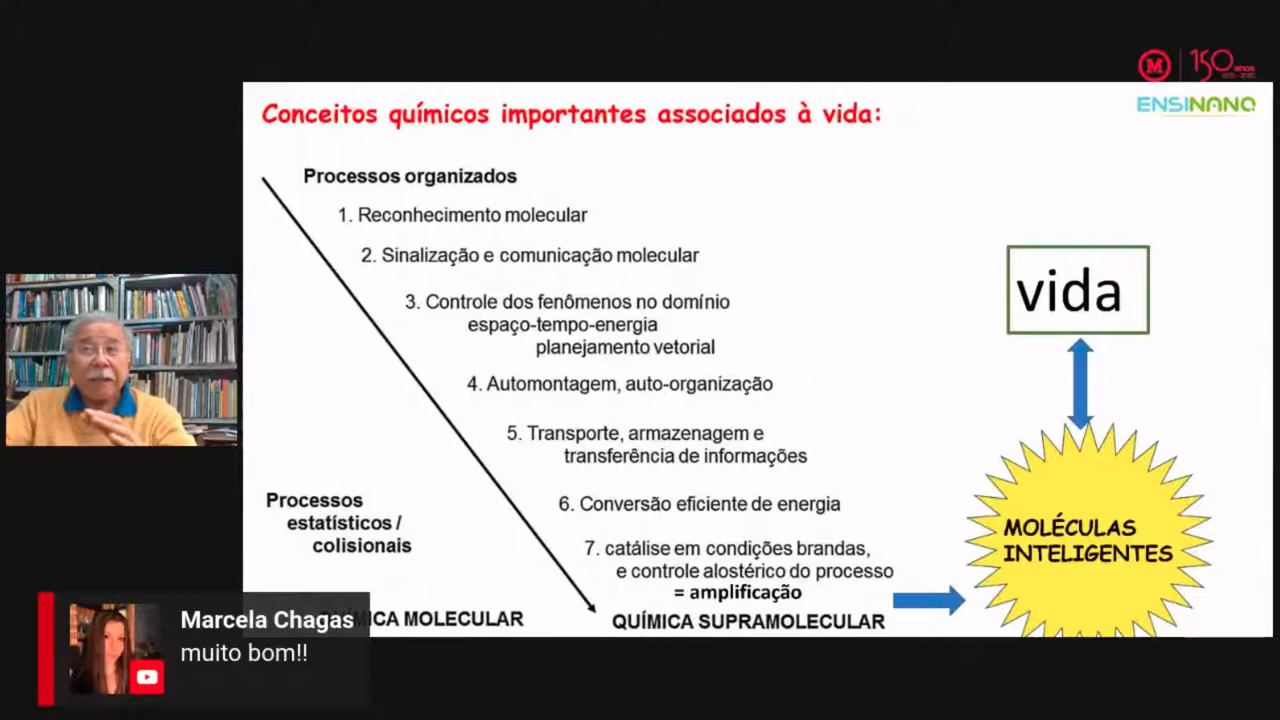 M
150
anos
ENSINANO
Conceitos químicos importantes associados à vida:
Processos organizados
1. Reconhecimento molecular
2. Sinalização e comunicação molecular
3. Controle dos fenômenos no domínio
espaço-tempo-energia
planejamento vetorial
4. Automontagem, auto-organização
5. Transporte, armazenagem e
transferência de informações
6. Conversão eficiente de energia
7. catálise em condições brandas,
e controle alostérico do processo
= amplificação
QUÍMICA SUPRAMOLECULAR
Processos
estatísticos /
colisionais
MICA MOLECULAR
vida
MOLÉCULAS
INTELIGENTES
Marcela Chagas
muito bom!!